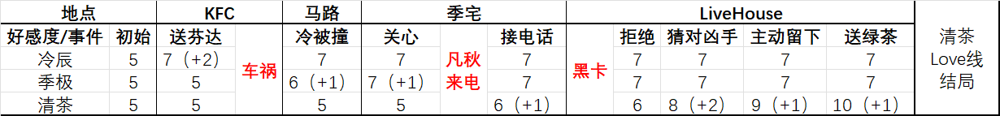 地点 KFC 马路 季宅 LiveHouse
好感度/事件 初始 送芬达 车祸 冷被撞 关心 凡秋来电 接电话 黑卡 拒绝 猜对凶手 主动留下 送绿茶 清茶Love线结局
冷辰 5 7（+2） 7 7 7 7 7 7 7
季极 5 5 6（+1） 7（+1） 7 7 7 7 7
清茶 5 5 5 5 6（+1） 6 8（+2） 9（+1） 10（+1）